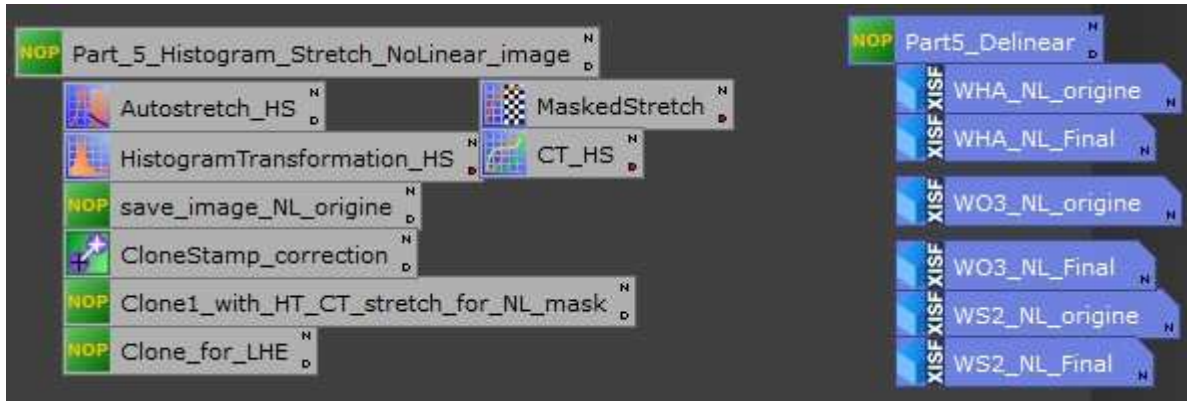 NOP Part_5_Histogram_Stretch_NoLinear_image N D
Autostretch_HS N D
MaskedStretch N D
HistogramTransformation_HS N D
CT_HS N D
NOP save_image_NL_origine N D
CloneStamp_correction N D
NOP Clone1_with_HT_CT_stretch_for_NL_mask N D
NOP Clone_for_LHE N D
NOP Part5_Delinear N D
XISF WHA_NL_origine N
XISF WHA_NL_Final N
XISF WO3_NL_origine N
XISF WO3_NL_Final N
XISF WS2_NL_origine N
XISF WS2_NL_Final N